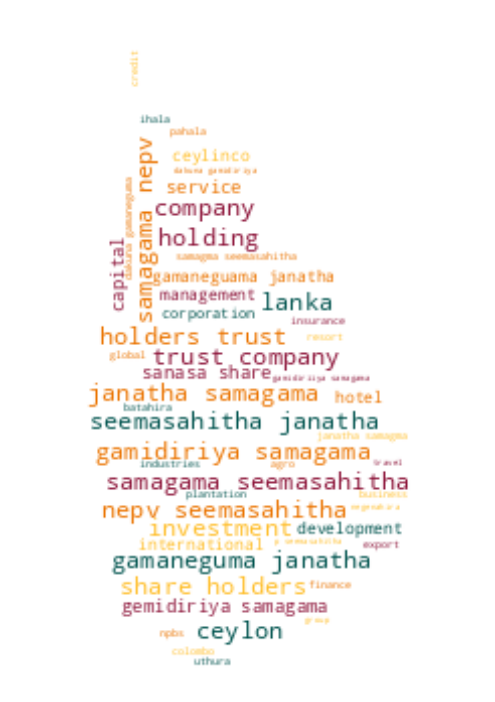 credit
ihala
pahala
samagama nepv
ceylinco
dakuna gamidiriya
dakuna gamaneguma
service
company
holding
capital
samagma seemasahitha
gamaneguama janatha
management
lanka
corporation
insurance
holders trust
resort
global
trust company
sanasa share
gamidiriiya samagama
janatha samagama
hotel
batahira
seemasahitha janatha
janatha samagma
gamidiriya samagama
industries
agro
travel
samagama seemasahitha
plantation
business
nepv seemasahitha
negenahira
investment
development
international
p seemasahitha
export
gamaneguma janatha
share holders
finance
gemidiriya samagama
group
npbs
ceylon
colombo
uthura